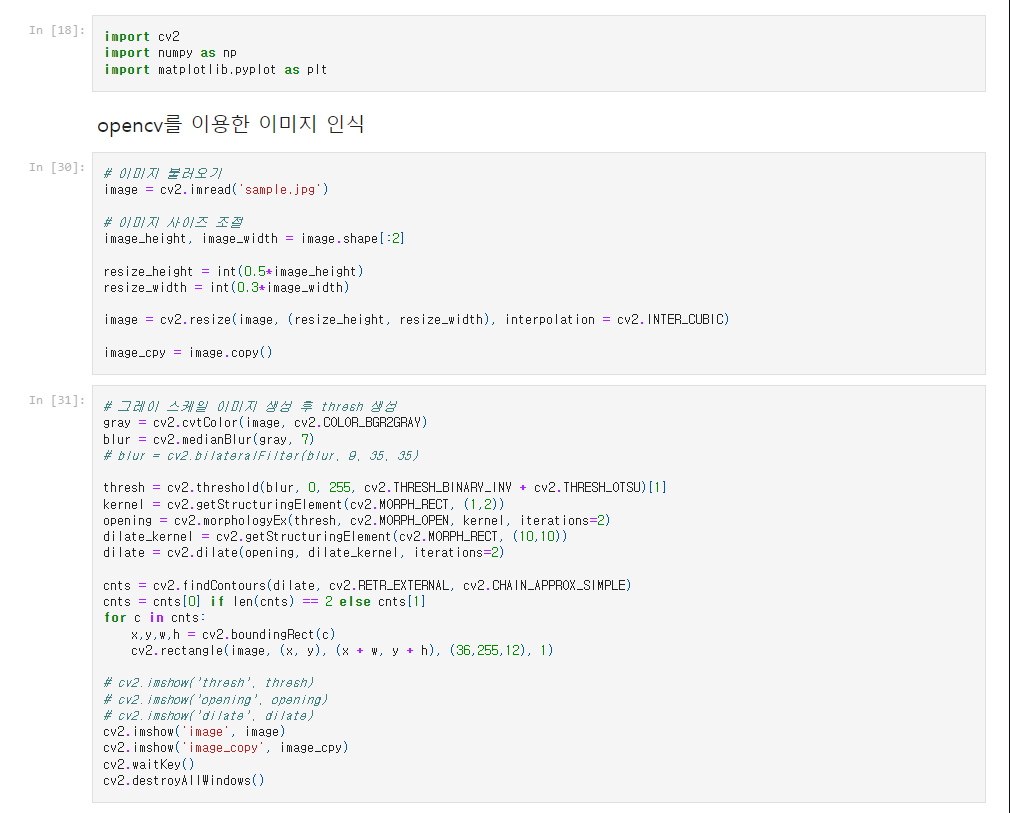 In [18]:
import cv2
import numpy as np
import matplotlib.pyplot as plt
opencv를 이용한 이미지 인식
In [30]:
# 이미지 불러오기
image = cv2.imread('sample.jpg')
# 이미지 사이즈 조절
image_height, image_width = image.shape[:2]
resize_height = int(0.5*image_height)
resize_width = int(0.3*image_width)
image = cv2.resize(image, (resize_height, resize_width), interpolation = cv2.INTER_CUBIC)
image_cpy = image.copy()
In [31]:
# 그레이 스케일 이미지 생성 후 thresh 생성
gray = cv2.cvtColor(image, cv2.COLOR_BGR2GRAY)
blur = cv2.medianBlur(gray, 7)
# blur = cv2.bilateralFilter(blur, 9, 35, 35)
thresh = cv2.threshold(blur, 0, 255, cv2.THRESH_BINARY_INV + cv2.THRESH_OTSU)[1]
kernel = cv2.getStructuringElement(cv2.MORPH_RECT, (1,2))
opening = cv2.morphologyEx(thresh, cv2.MORPH_OPEN, kernel, iterations=2)
dilate_kernel = cv2.getStructuringElement(cv2.MORPH_RECT, (10,10))
dilate = cv2.dilate(opening, dilate_kernel, iterations=2)
cnts = cv2.findContours(dilate, cv2.RETR_EXTERNAL, cv2.CHAIN_APPROX_SIMPLE)
cnts = cnts[0] if len(cnts) == 2 else cnts[1]
for c in cnts:
    x,y,w,h = cv2.boundingRect(c)
    cv2.rectangle(image, (x, y), (x + w, y + h), (36,255,12), 1)
# cv2.imshow('thresh', thresh)
# cv2.imshow('opening', opening)
# cv2.imshow('dilate', dilate)
cv2.imshow('image', image)
cv2.imshow('image_copy', image_cpy)
cv2.waitKey()
cv2.destroyAllWindows()